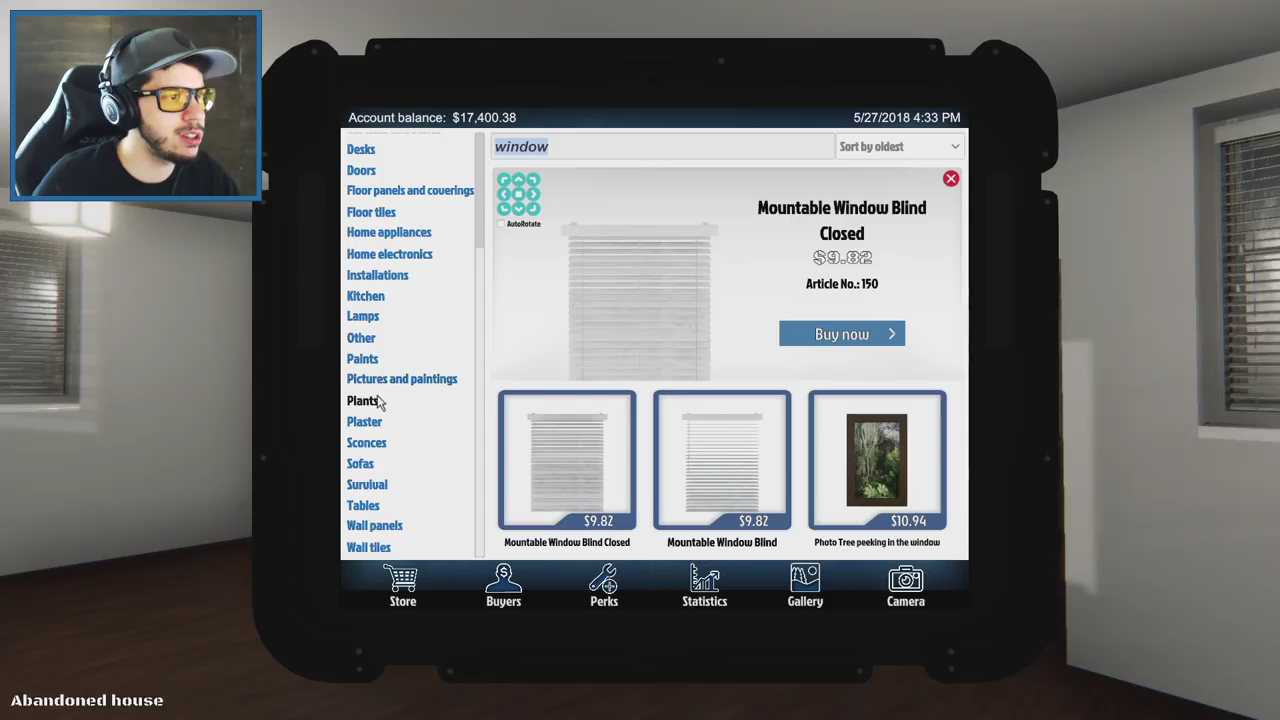 Account balance: $17,400.38
5/27/2018 4:33 PM
Desks
Doors
Floor panels and coverings
Floor tiles
Home appliances
Home electronics
Installations
Kitchen
Lamps
Other
Paints
Pictures and paintings
Plants
Plaster
Sconces
Sofas
Survival
Tables
Wall panels
Wall tiles
window
Sort by oldest
AutoRotate
Mountable Window Blind
Closed
$9.82
Article No.: 150
Buy now
$9.82
$9.82
$10.94
Mountable Window Blind Closed
Mountable Window Blind
Photo Tree peeking in the window
Store
Buyers
Perks
Statistics
Gallery
Camera
Abandoned house